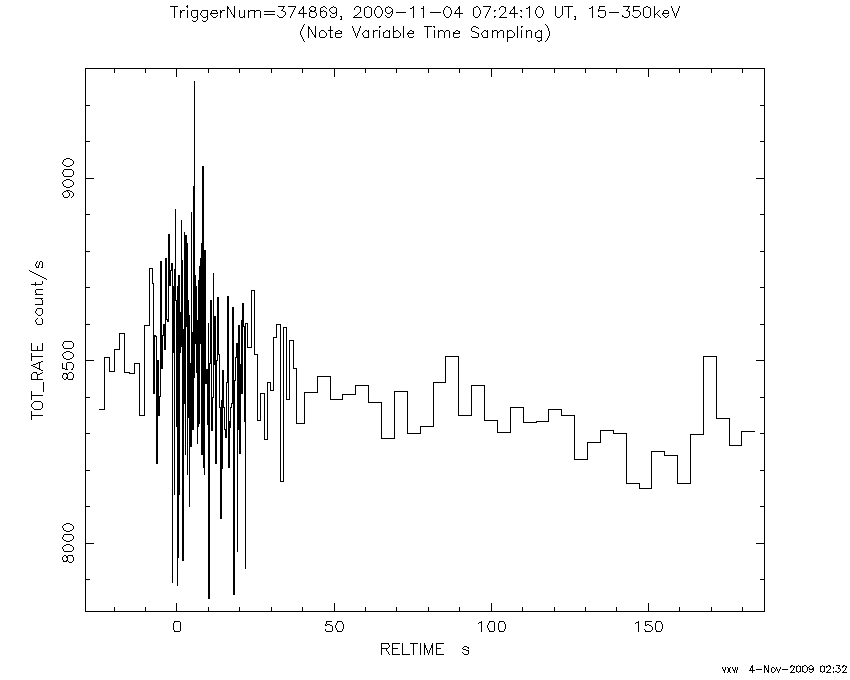 TriggerNum=374869, 2009-11-04 07:24:10 UT, 15-350keV
(Note Variable Time Sampling)
9000
8500
8000
TOT_RATE count/s
0 50 100 150
RELTIME s
vxw 4-Nov-2009 02:32